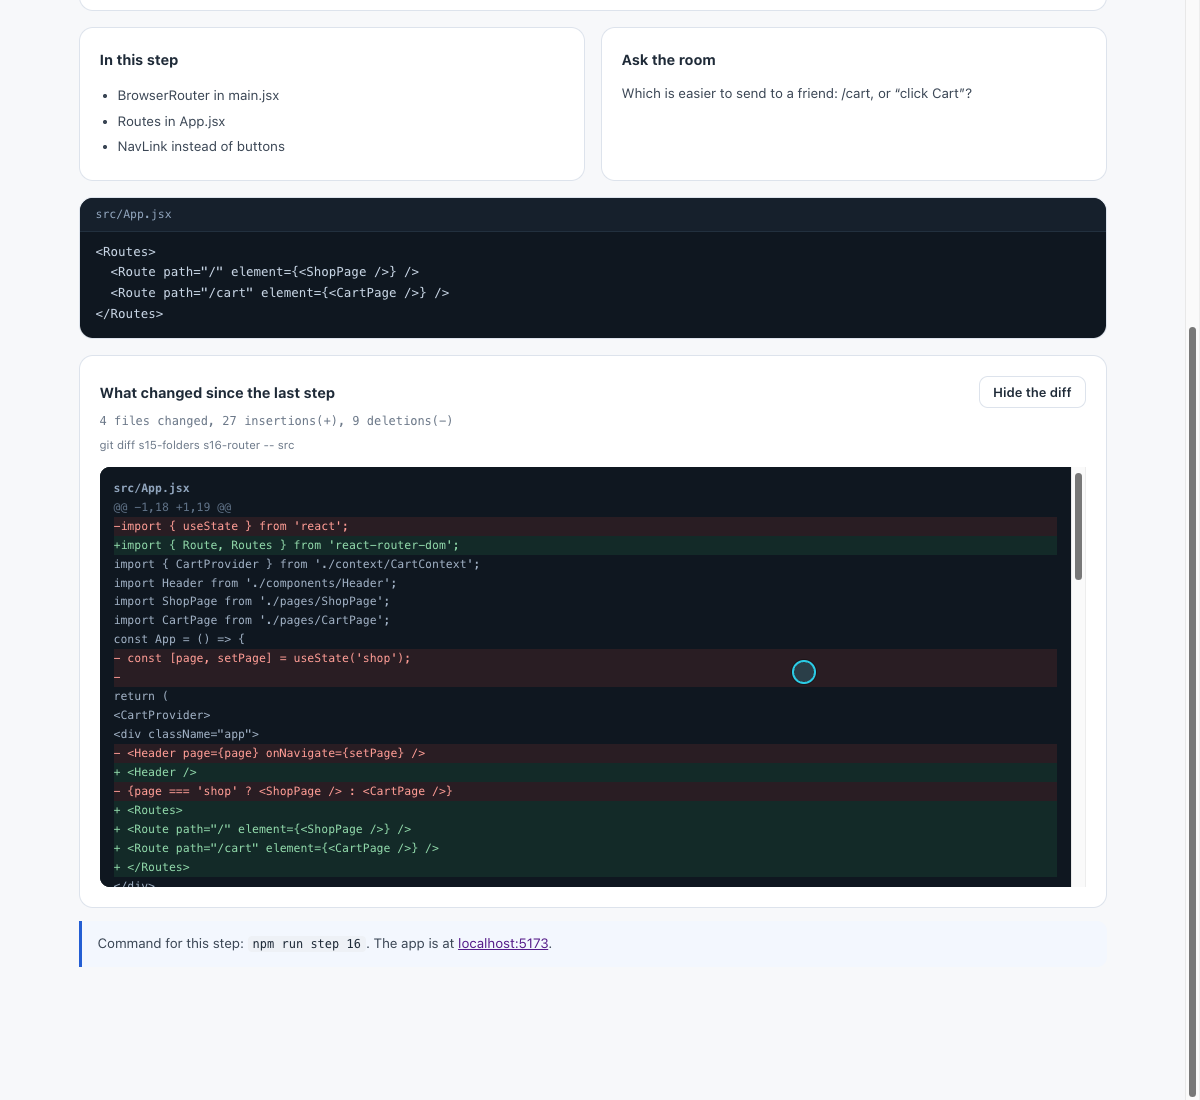 In this step
• BrowserRouter in main.jsx
• Routes in App.jsx
• NavLink instead of buttons
Ask the room
Which is easier to send to a friend: /cart, or “click Cart”?
src/App.jsx
<Routes>
  <Route path="/" element={<ShopPage />} />
  <Route path="/cart" element={<CartPage />} />
</Routes>
What changed since the last step
Hide the diff
4 files changed, 27 insertions(+), 9 deletions(−)
git diff s15-folders s16-router -- src
src/App.jsx
@@ −1,18 +1,19 @@
−import { useState } from 'react';
+import { Route, Routes } from 'react-router-dom';
import { CartProvider } from './context/CartContext';
import Header from './components/Header';
import ShopPage from './pages/ShopPage';
import CartPage from './pages/CartPage';
const App = () => {
− const [page, setPage] = useState('shop');
−
return (
<CartProvider>
<div className="app">
− <Header page={page} onNavigate={setPage} />
+ <Header />
− {page === 'shop' ? <ShopPage /> : <CartPage />}
+ <Routes>
+ <Route path="/" element={<ShopPage />} />
+ <Route path="/cart" element={<CartPage />} />
+ </Routes>
</div>
Command for this step: npm run step 16. The app is at localhost:5173.